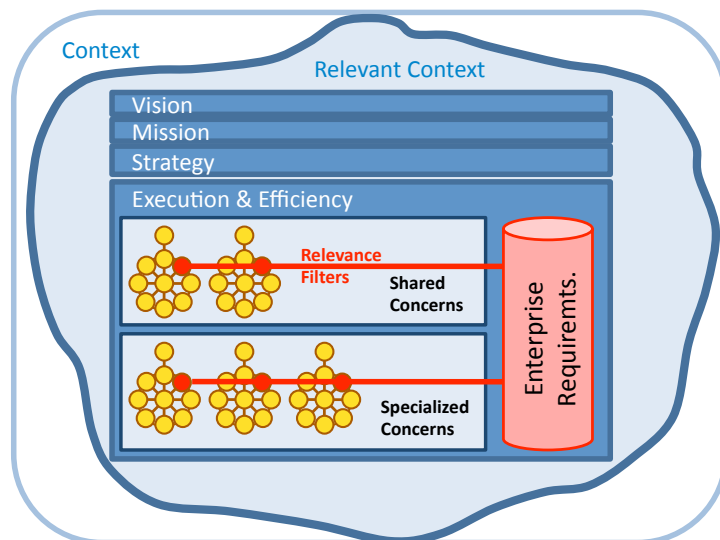 Context
Relevant Context
Vision
Mission
Strategy
Execution & Efficiency
Relevance
Filters
Shared
Concerns
Specialized
Concerns
Enterprise
Requiremts.